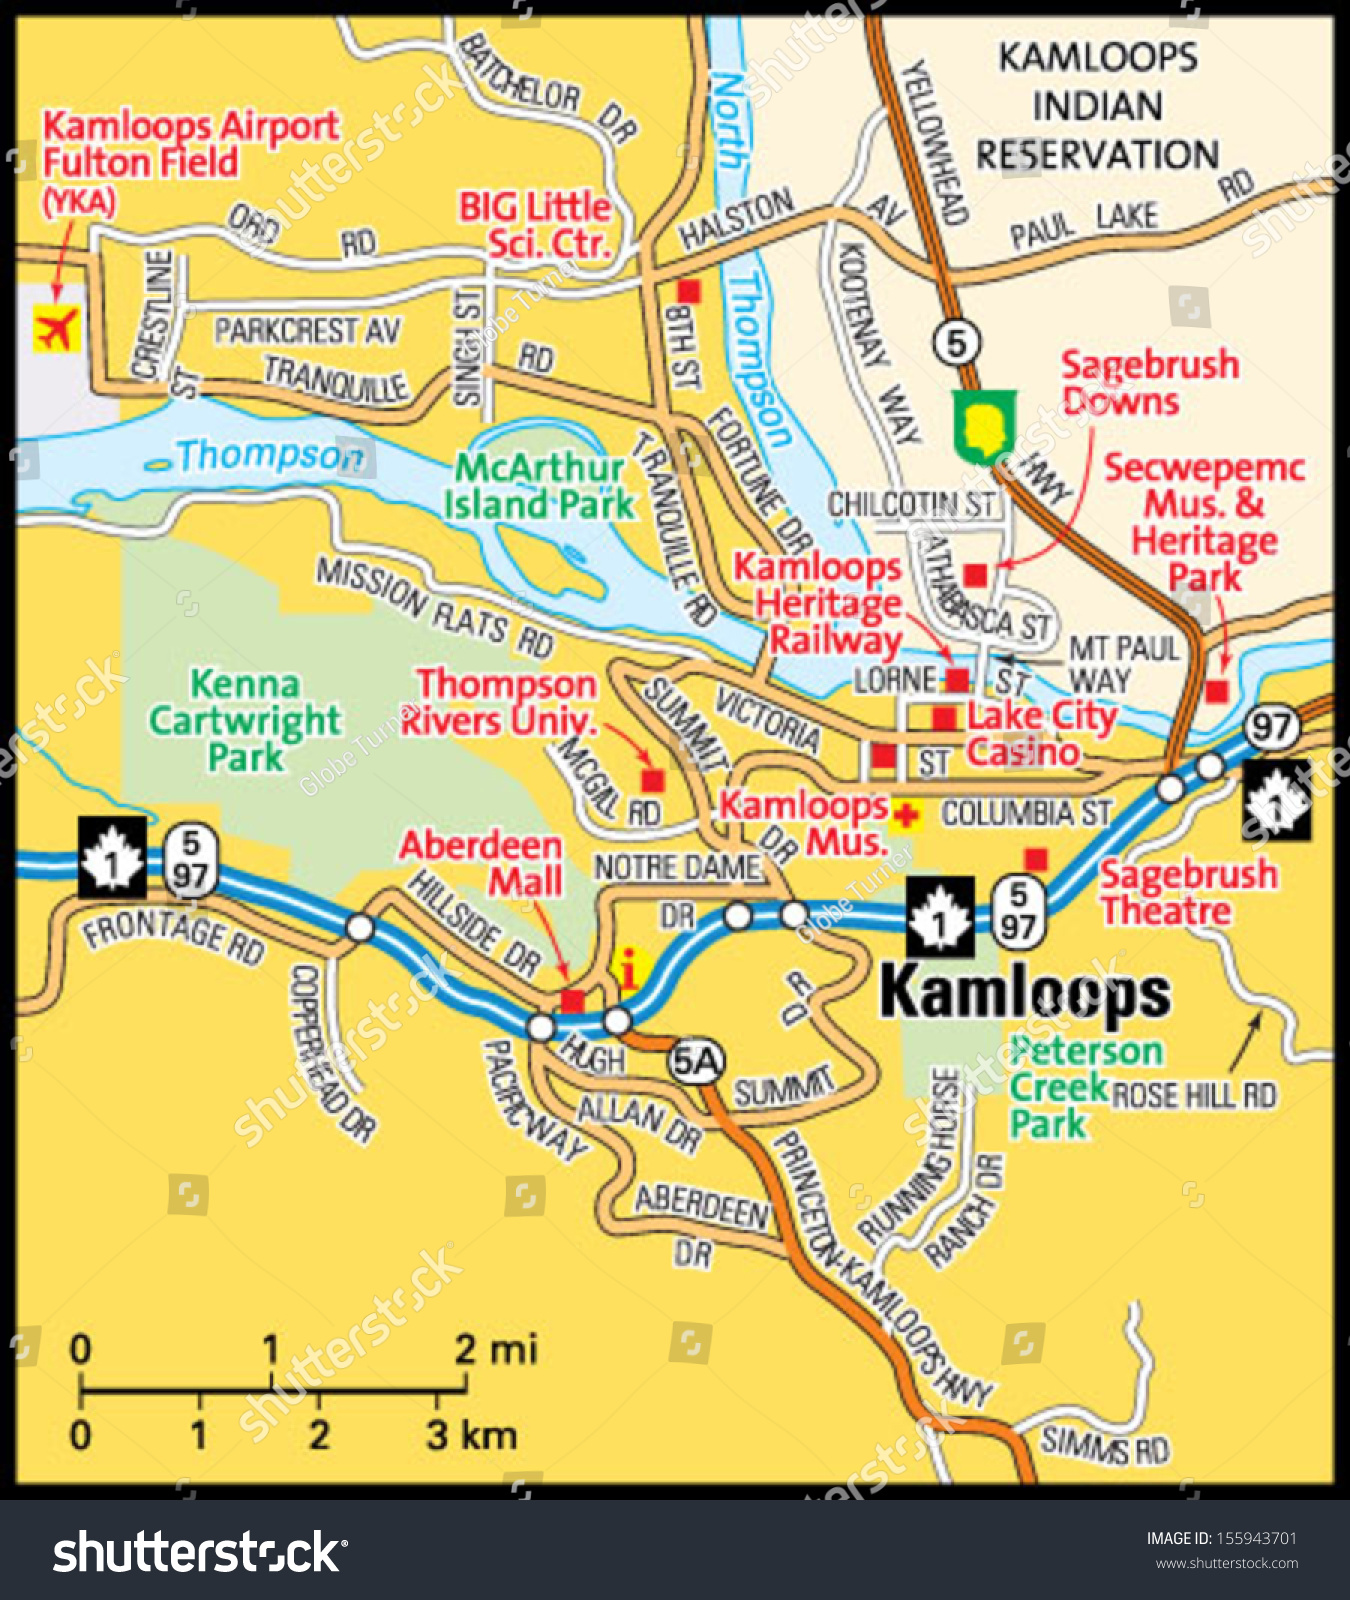 BATCHELOR DR
North
YELLOWHEAD
KAMLOOPS
INDIAN
RESERVATION
Kamloops Airport
Fulton Field
(YKA)
BIG Little
Sci. Ctr.
HALSTON
AV
PAUL LAKE RD
ORD RD
CRESTLINE
ST
PARKCREST AV
SINGH ST
TRANQUILLE
RD
8TH ST
Thompson
KOOTENAY WAY
5
Sagebrush
Downs
Thompson
McArthur
Island Park
TRANQUILLE RD
FORTUNE DR
HWY
Secwepemc
Mus. &
Heritage
Park
CHILCOTIN ST
ATHABASCA ST
Kamloops
Heritage
Railway
MISSION FLATS RD
MT PAUL
WAY
LORNE ST
Kenna
Cartwright
Park
Thompson
Rivers Univ.
SUMMIT
DR
VICTORIA
ST
Lake City
Casino
97
1
MCGILL RD
Kamloops
Mus.
COLUMBIA ST
1
5
97
Aberdeen
Mall
NOTRE DAME
DR
Sagebrush
Theatre
1
5
97
FRONTAGE RD
HILLSIDE DR
i
Kamloops
COPPERHEAD DR
DR
HUGH
ALLAN DR
5A
SUMMIT
PACIFIC WAY
Peterson
Creek
Park
ROSE HILL RD
RUNNING HORSE
RANCH DR
ABERDEEN
DR
PRINCETON-KAMLOOPS HWY
SIMMS RD
0 1 2 mi
0 1 2 3 km
shutterstock
Globe Turner
shutterstock
IMAGE ID: 155943701
www.shutterstock.com